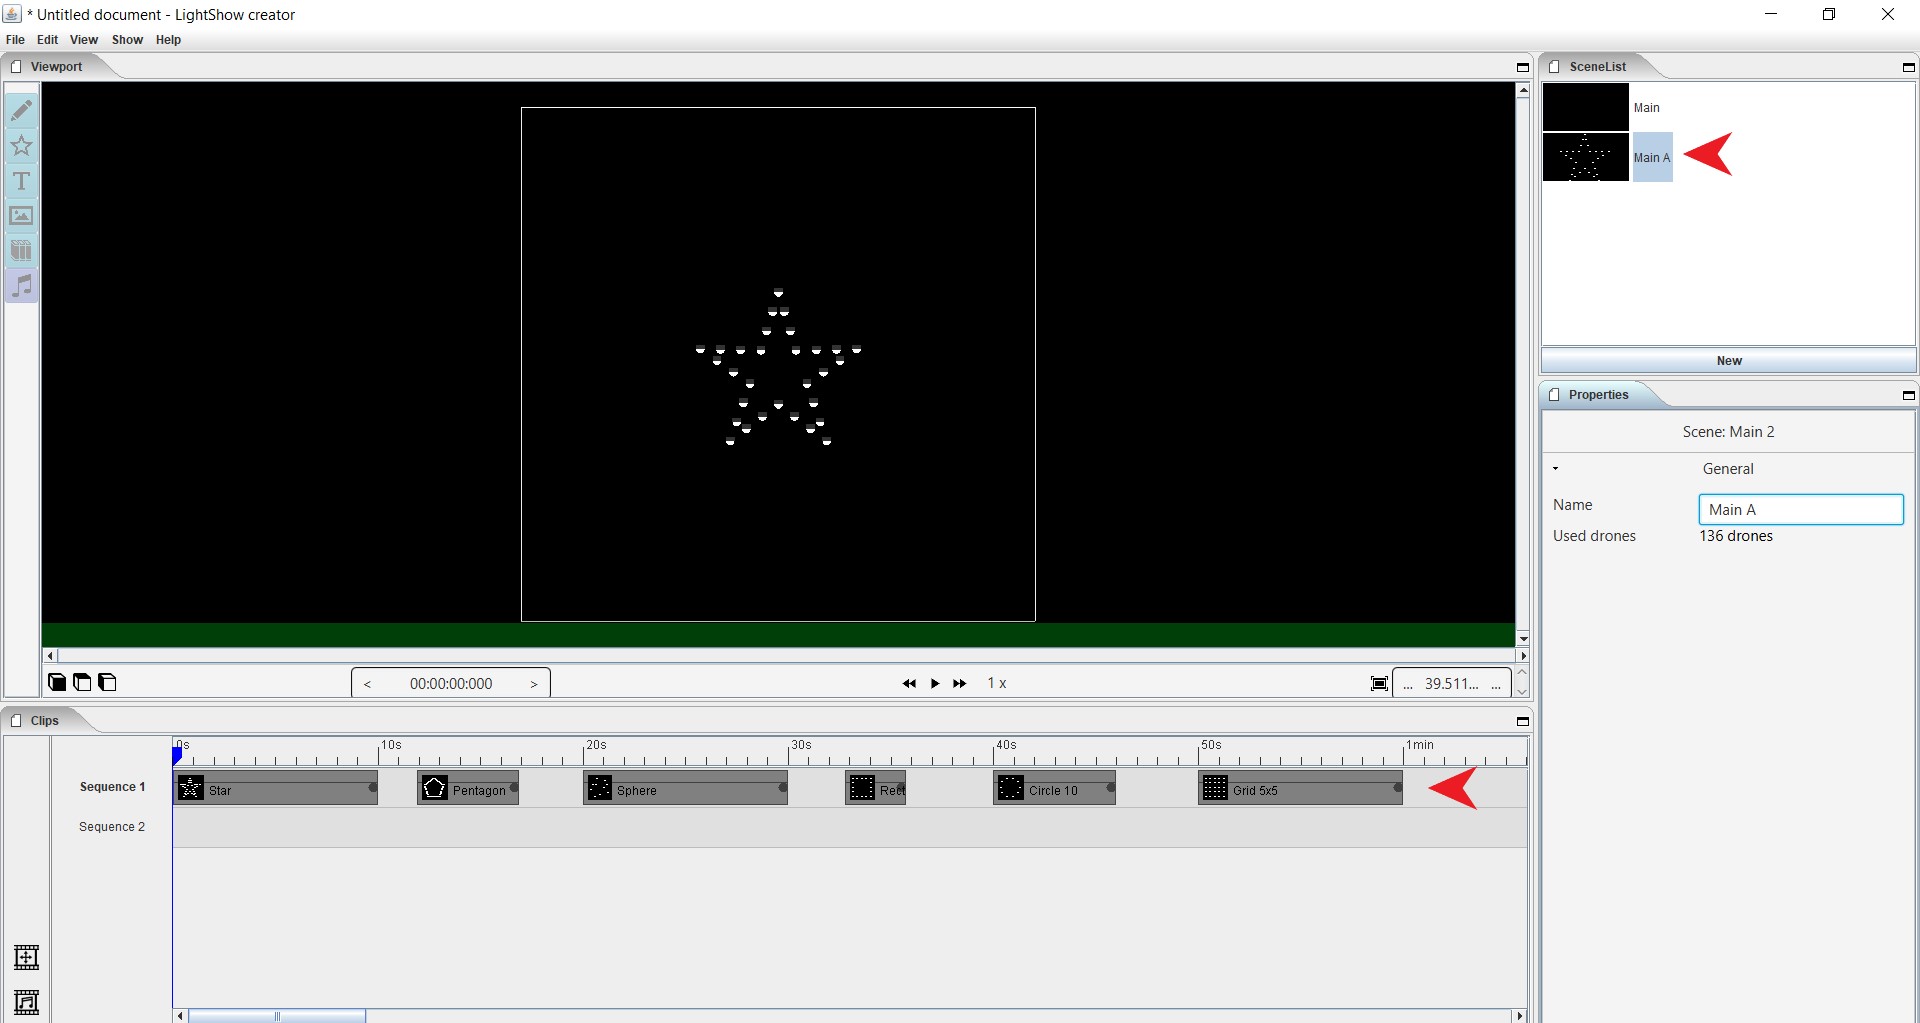 * Untitled document - LightShow creator
File Edit View Show Help
Viewport
SceneList
Main
Main A
New
Properties
Scene: Main 2
General
Name Main A
Used drones 136 drones
T
< 00:00:00:000 >
1 x
... 39.511... ...
Clips
0s 10s 20s 30s 40s 50s 1min
Sequence 1 Star Pentagon Sphere Rect Circle 10 Grid 5x5
Sequence 2